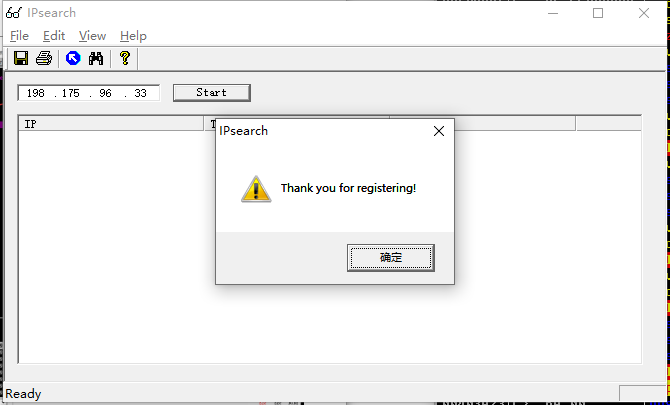 IPsearch
File Edit View Help
198 . 175 . 96 . 33 Start
IP
IPsearch
Thank you for registering!
确定
Ready